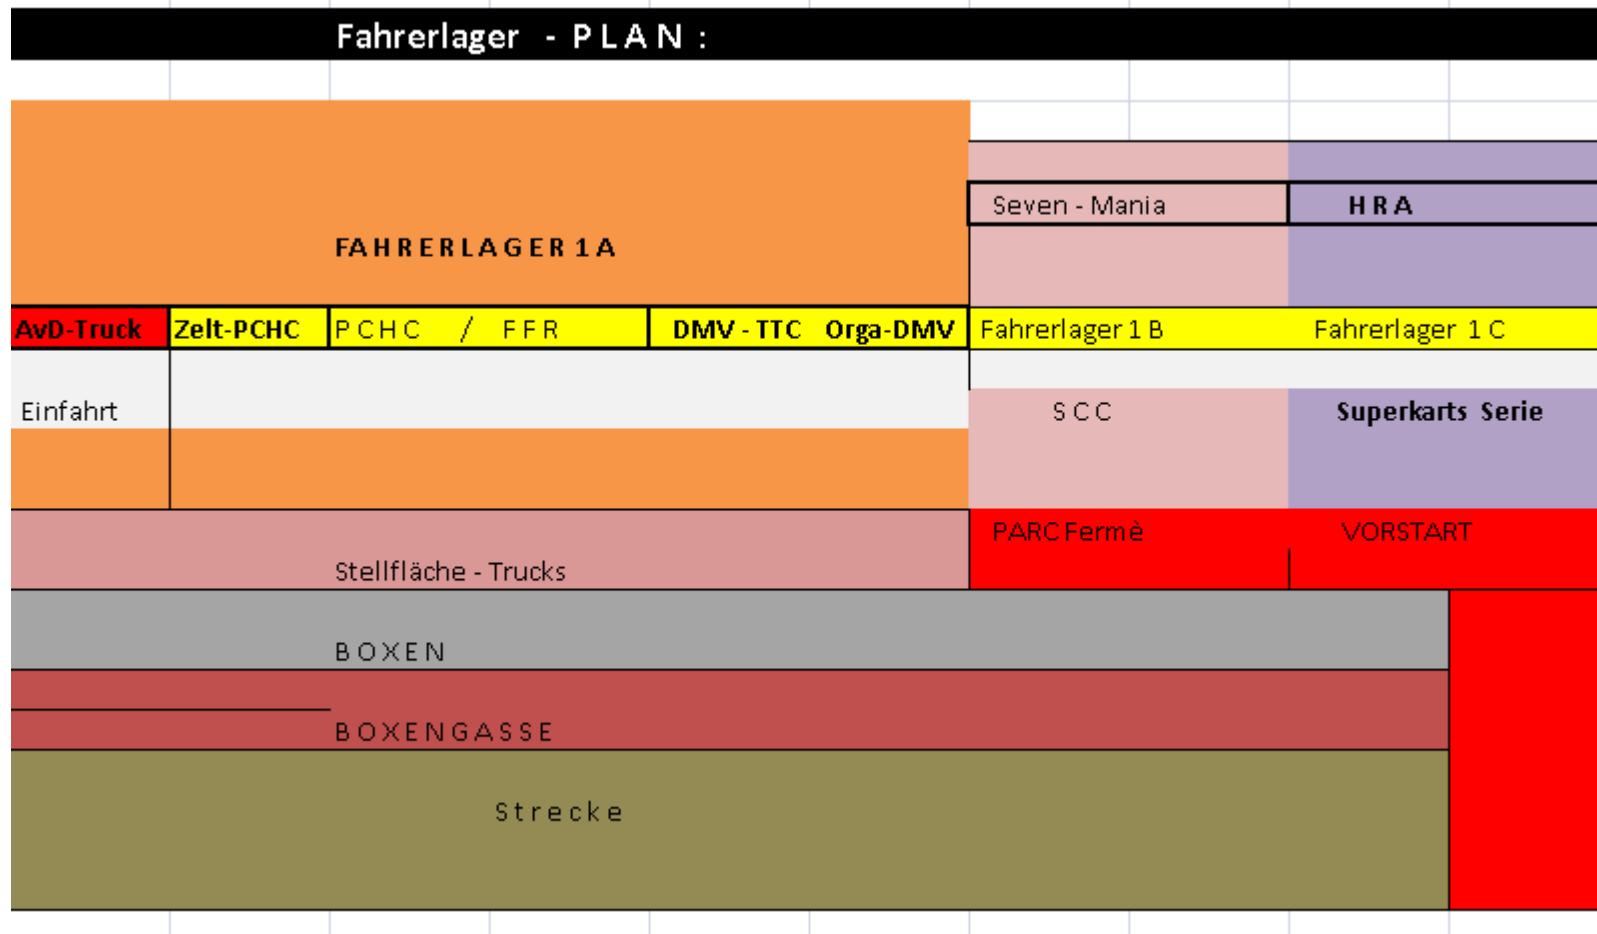 Fahrerlager - P L A N :
Seven - Mania H R A
F A H R E R L A G E R 1 A
AvD-Truck Zelt-PCHC P C H C / F F R DMV - TTC Orga-DMV Fahrerlager 1 B Fahrerlager 1 C
Einfahrt S C C Superkarts Serie
PARC Fermè VORSTART
Stellfläche - Trucks
B O X E N
B O X E N G A S S E
S t r e c k e